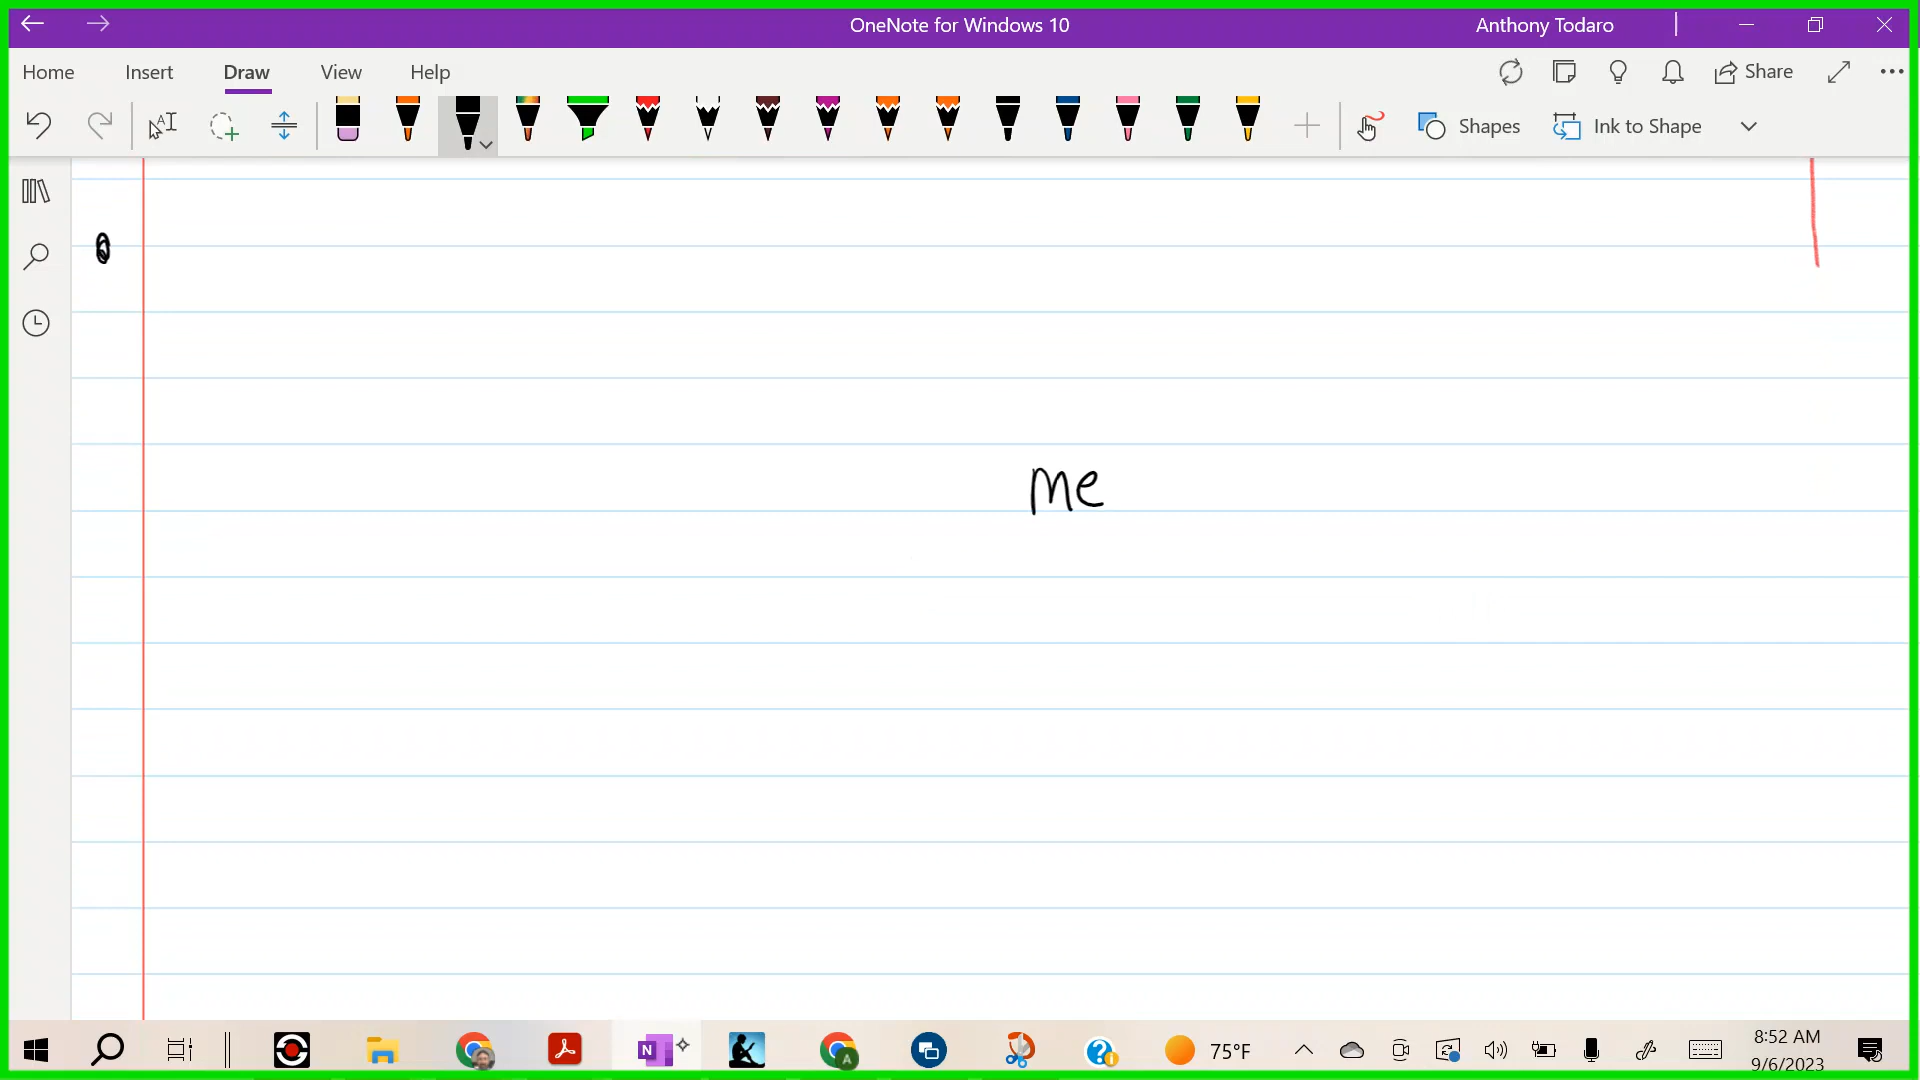 OneNote for Windows 10
Anthony Todaro
Home Insert Draw View Help
Share
Shapes
Ink to Shape
me
75°F
8:52 AM
9/6/2023